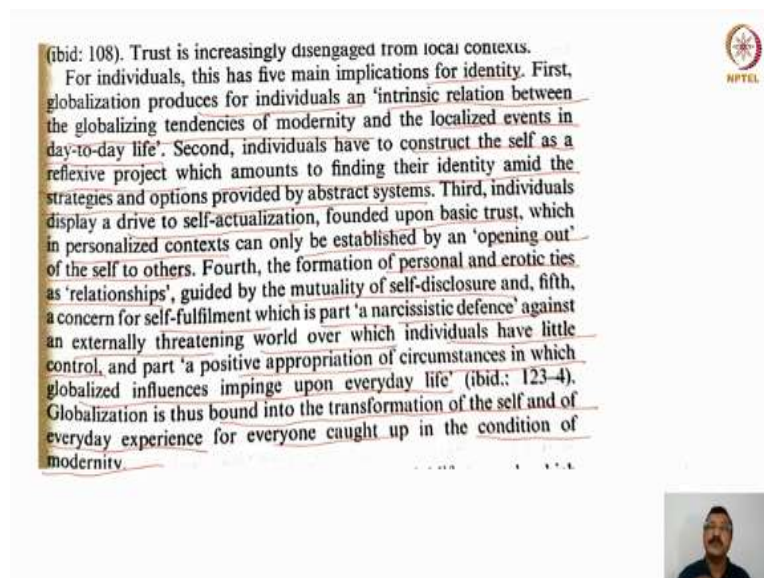 (ibid: 108). Trust is increasingly disengaged from local contexts.
For individuals, this has five main implications for identity. First,
globalization produces for individuals an ‘intrinsic relation between
the globalizing tendencies of modernity and the localized events in
day-to-day life’. Second, individuals have to construct the self as a
reflexive project which amounts to finding their identity amid the
strategies and options provided by abstract systems. Third, individuals
display a drive to self-actualization, founded upon basic trust, which
in personalized contexts can only be established by an ‘opening out’
of the self to others. Fourth, the formation of personal and erotic ties
as ‘relationships’, guided by the mutuality of self-disclosure and, fifth,
a concern for self-fulfilment which is part ‘a narcissistic defence’ against
an externally threatening world over which individuals have little
control, and part ‘a positive appropriation of circumstances in which
globalized influences impinge upon everyday life’ (ibid.: 123–4).
Globalization is thus bound into the transformation of the self and of
everyday experience for everyone caught up in the condition of
modernity.
NPTEL